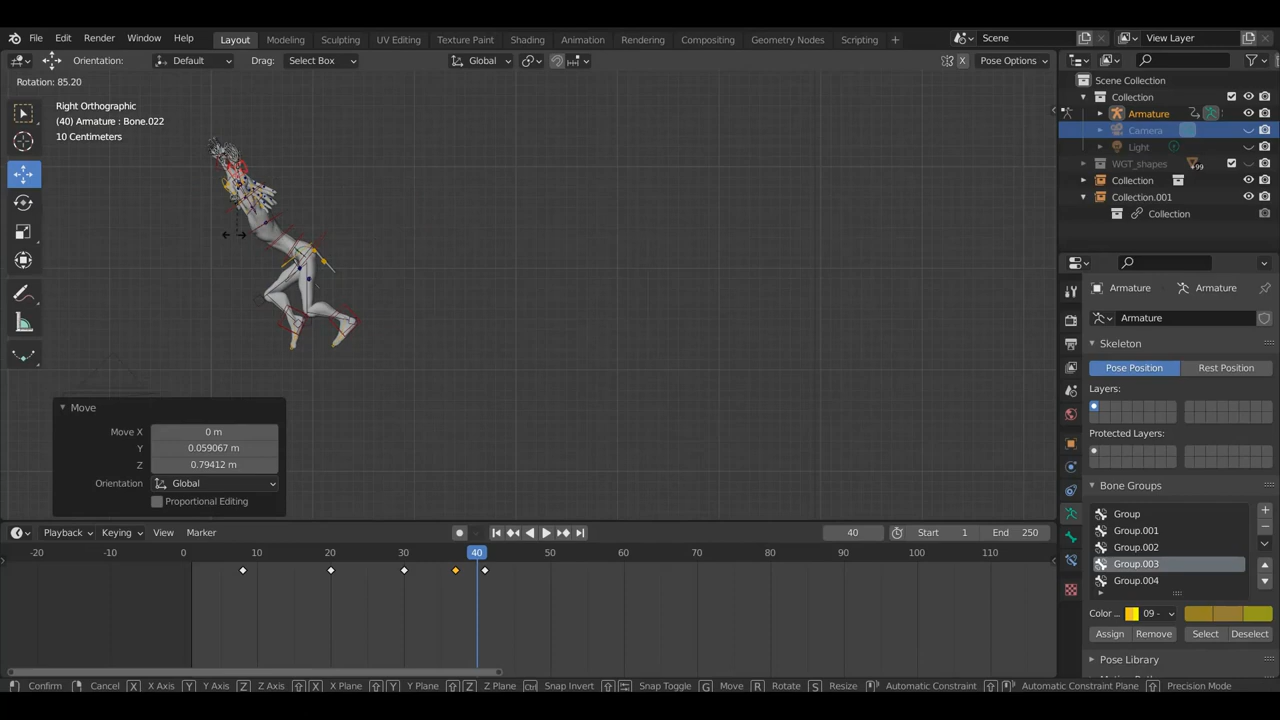 File Edit Render Window Help Layout Modeling Sculpting UV Editing Texture Paint Shading Animation Rendering Compositing Geometry Nodes Scripting + Scene View Layer
Orientation: Default Drag: Select Box Global X Pose Options
Rotation: 85.20
Right Orthographic
(40) Armature : Bone.022
10 Centimeters
Scene Collection
Collection
Armature
Camera
Light
WGT_shapes +99
Collection
Collection.001
Collection
Armature Armature
Armature
Skeleton
Pose Position Rest Position
Layers:
Protected Layers:
Bone Groups
Group
Group.001
Group.002
Group.003
Group.004
Color ... 09 -
Assign Remove Select Deselect
Pose Library
Move
Move X 0 m
Y 0.059067 m
Z 0.79412 m
Orientation Global
Proportional Editing
Playback Keying View Marker 40 Start 1 End 250
-20 -10 0 10 20 30 40 50 60 70 80 90 100 110
Confirm Cancel X X Axis Y Y Axis Z Z Axis X X Plane Y Y Plane Z Z Plane Ctrl Snap Invert Snap Toggle G Move R Rotate S Resize Automatic Constraint Automatic Constraint Plane Precision Mode